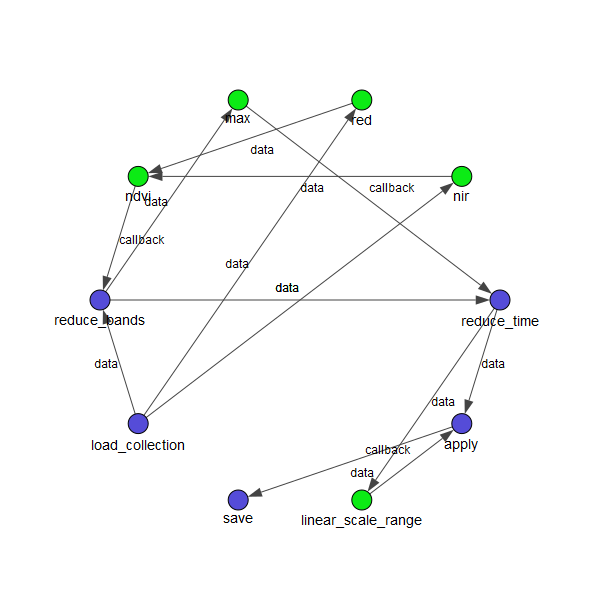 max
red
data
ndvi
data
data
callback
nir
callback
data
data
reduce_bands
reduce_time
data
data
data
callback
load_collection
apply
data
save
linear_scale_range